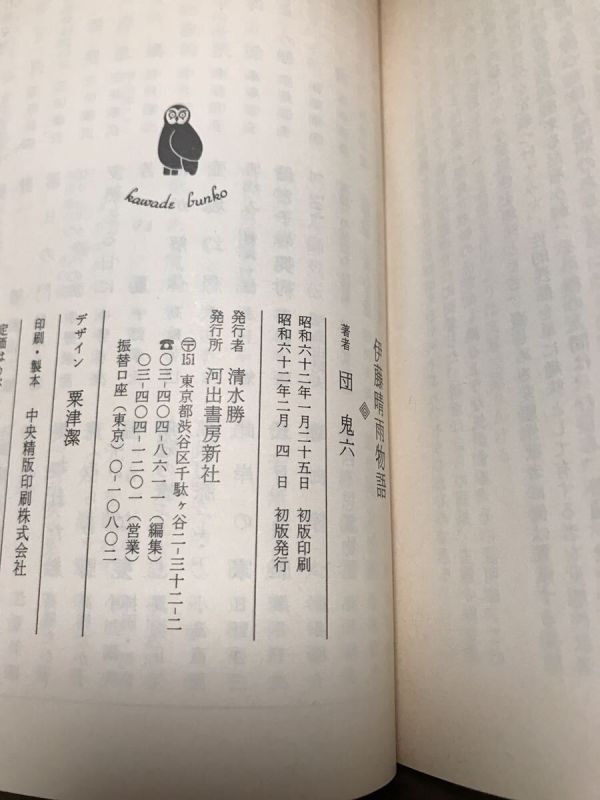 kawade bunko
伊藤晴雨物語
著者 団 鬼六
昭和六十二年一月二十五日 初版印刷
昭和六十二年二月 四日 初版発行
発行者 清水勝
発行所 河出書房新社
〒151 東京都渋谷区千駄ヶ谷二-三十二-二
☎〇三-四〇四-八六一一(編集)
〇三-四〇四-一二〇一(営業)
振替口座(東京)〇-一〇八〇二
デザイン 粟津潔
印刷・製本 中央精版印刷株式会社